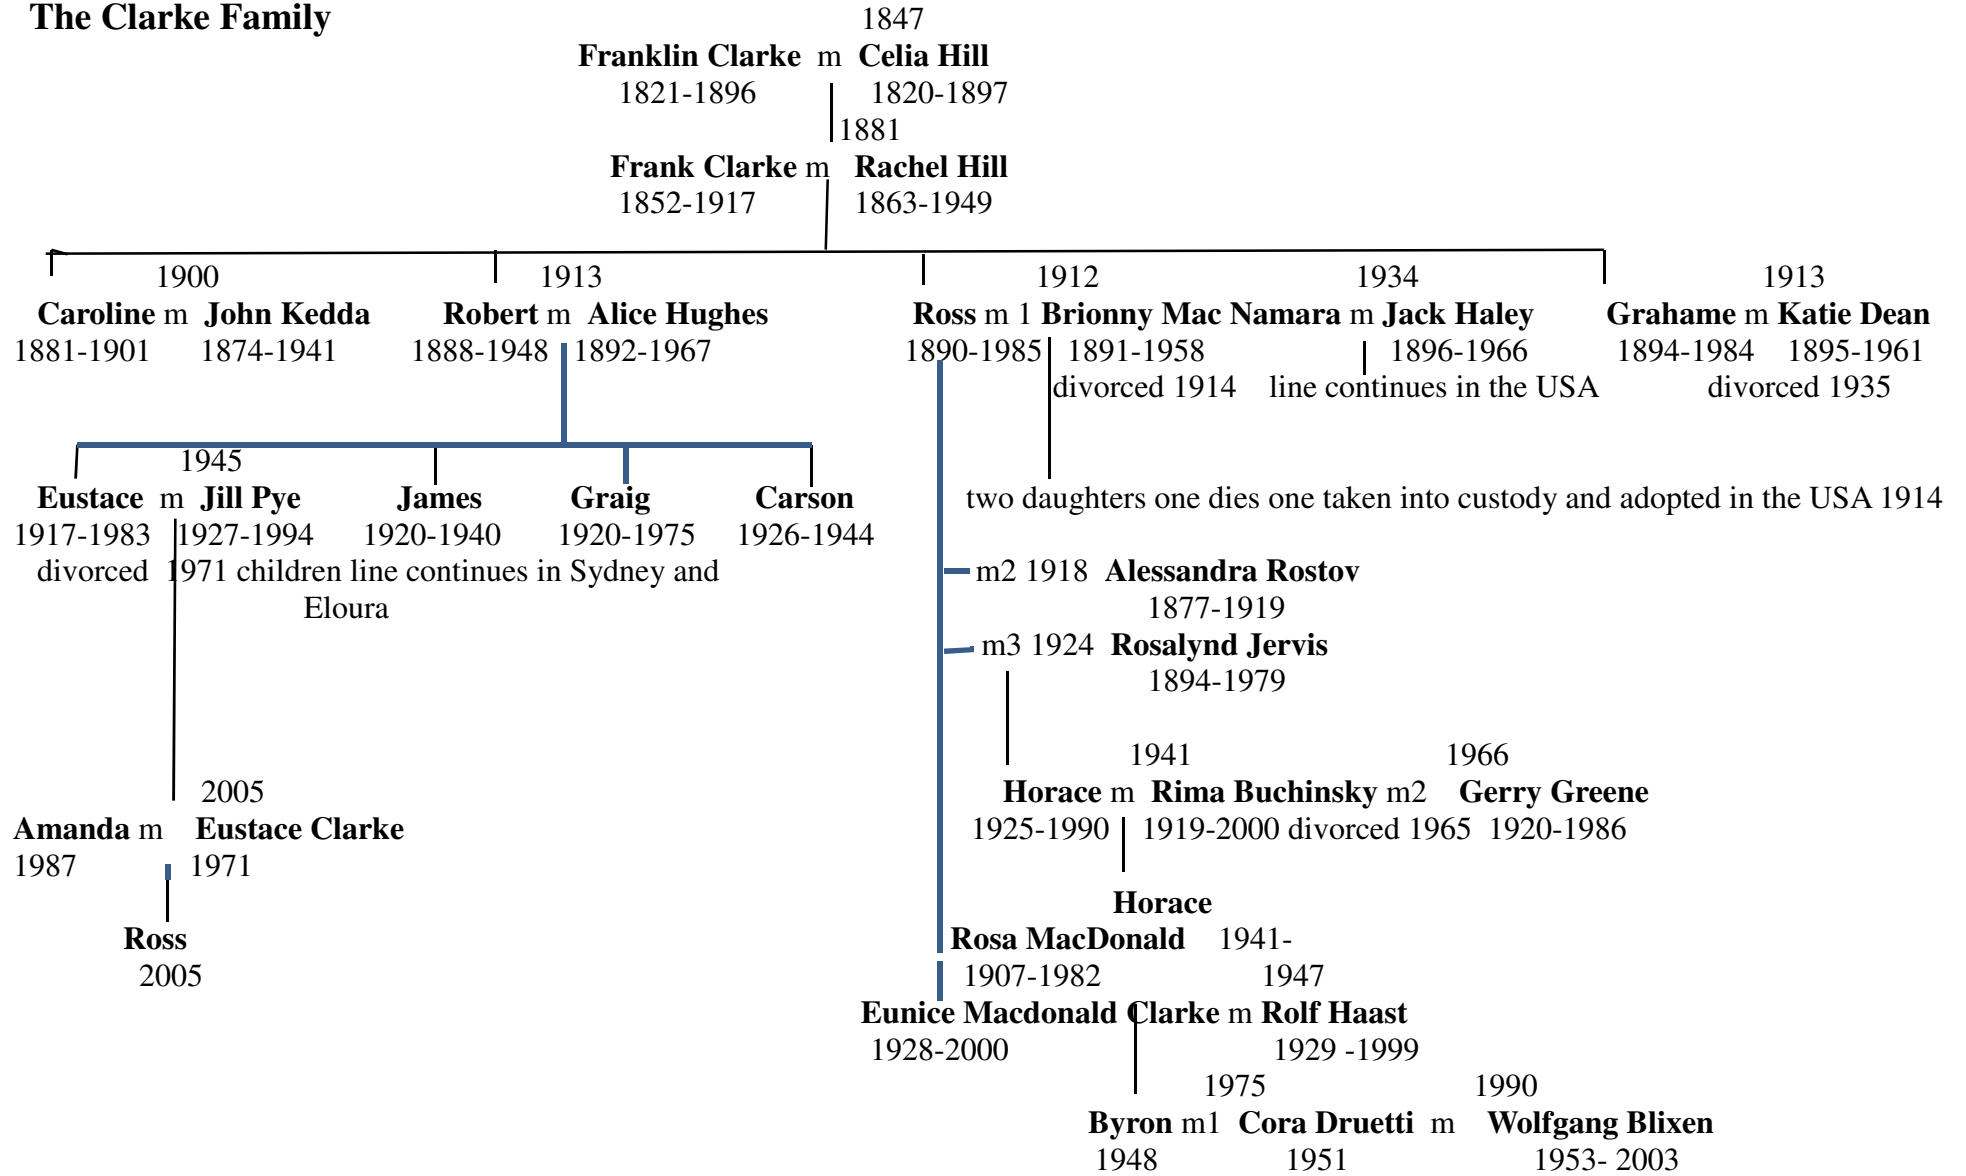 The Clarke Family 1847
Franklin Clarke m Celia Hill
1821-1896 1820-1897
1881
Frank Clarke m Rachel Hill
1852-1917 1863-1949
1900 1913 1912 1934 1913
Caroline m John Kedda Robert m Alice Hughes Ross m 1 Brionny Mac Namara m Jack Haley Grahame m Katie Dean
1881-1901 1874-1941 1888-1948 1892-1967 1890-1985 1891-1958 1896-1966 1894-1984 1895-1961
divorced 1914 line continues in the USA divorced 1935
1945
Eustace m Jill Pye James Graig Carson two daughters one dies one taken into custody and adopted in the USA 1914
1917-1983 1927-1994 1920-1940 1920-1975 1926-1944
divorced 1971 children line continues in Sydney and m2 1918 Alessandra Rostov
Eloura 1877-1919
m3 1924 Rosalynd Jervis
1894-1979
1941 1966
2005 Horace m Rima Buchinsky m2 Gerry Greene
Amanda m Eustace Clarke 1925-1990 1919-2000 divorced 1965 1920-1986
1987 1971
Horace
Ross Rosa MacDonald 1941-
2005 1907-1982 1947
Eunice Macdonald Clarke m Rolf Haast
1928-2000 1929 -1999
1975 1990
Byron m1 Cora Druetti m Wolfgang Blixen
1948 1951 1953- 2003